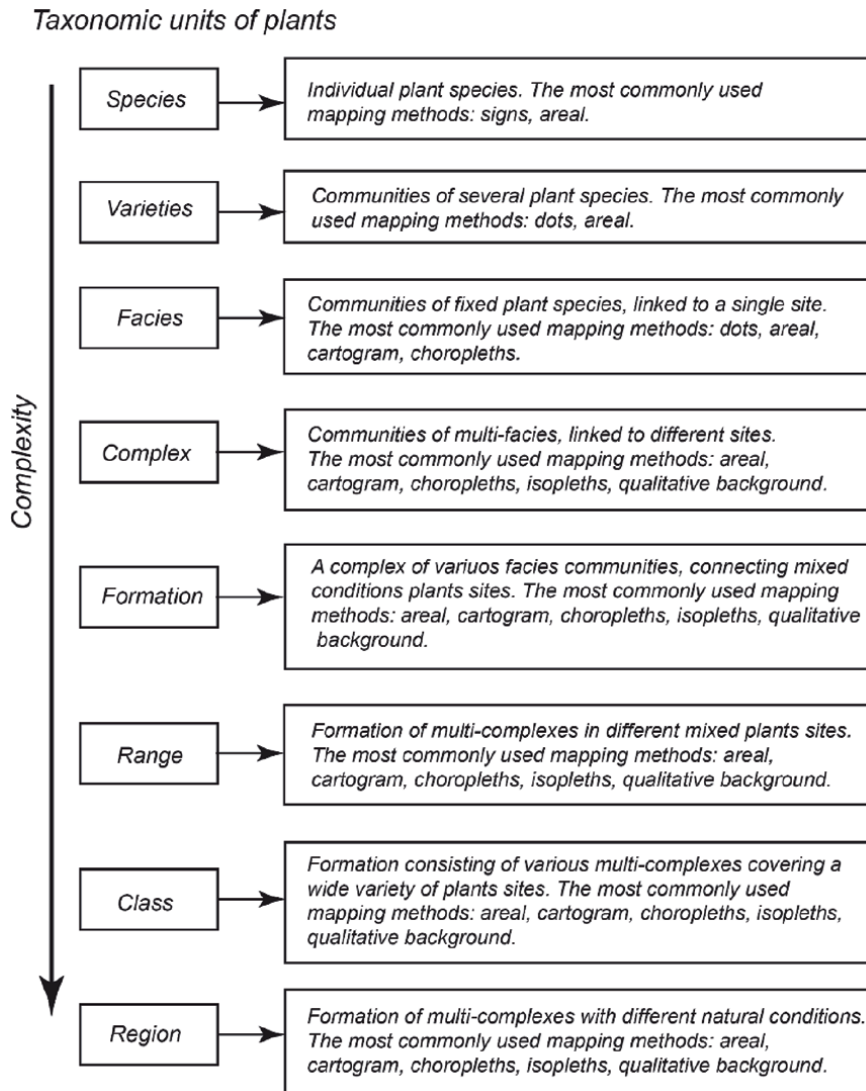 Taxonomic units of plants
Species
Individual plant species. The most commonly used
mapping methods: signs, areal.
Varieties
Communities of several plant species. The most commonly
used mapping methods: dots, areal.
Facies
Communities of fixed plant species, linked to a single site.
The most commonly used mapping methods: dots, areal,
cartogram, choropleths.
Complexity
Complex
Communities of multi-facies, linked to different sites.
The most commonly used mapping methods: areal,
cartogram, choropleths, isopleths, qualitative background.
Formation
A complex of variuos facies communities, connecting mixed
conditions plants sites. The most commonly used mapping
methods: areal, cartogram, choropleths, isopleths, qualitative
background.
Range
Formation of multi-complexes in different mixed plants sites.
The most commonly used mapping methods: areal,
cartogram, choropleths, isopleths, qualitative background.
Class
Formation consisting of various multi-complexes covering a
wide variety of plants sites. The most commonly used
mapping methods: areal, cartogram, choropleths, isopleths,
qualitative background.
Region
Formation of multi-complexes with different natural conditions.
The most commonly used mapping methods: areal,
cartogram, choropleths, isopleths, qualitative background.